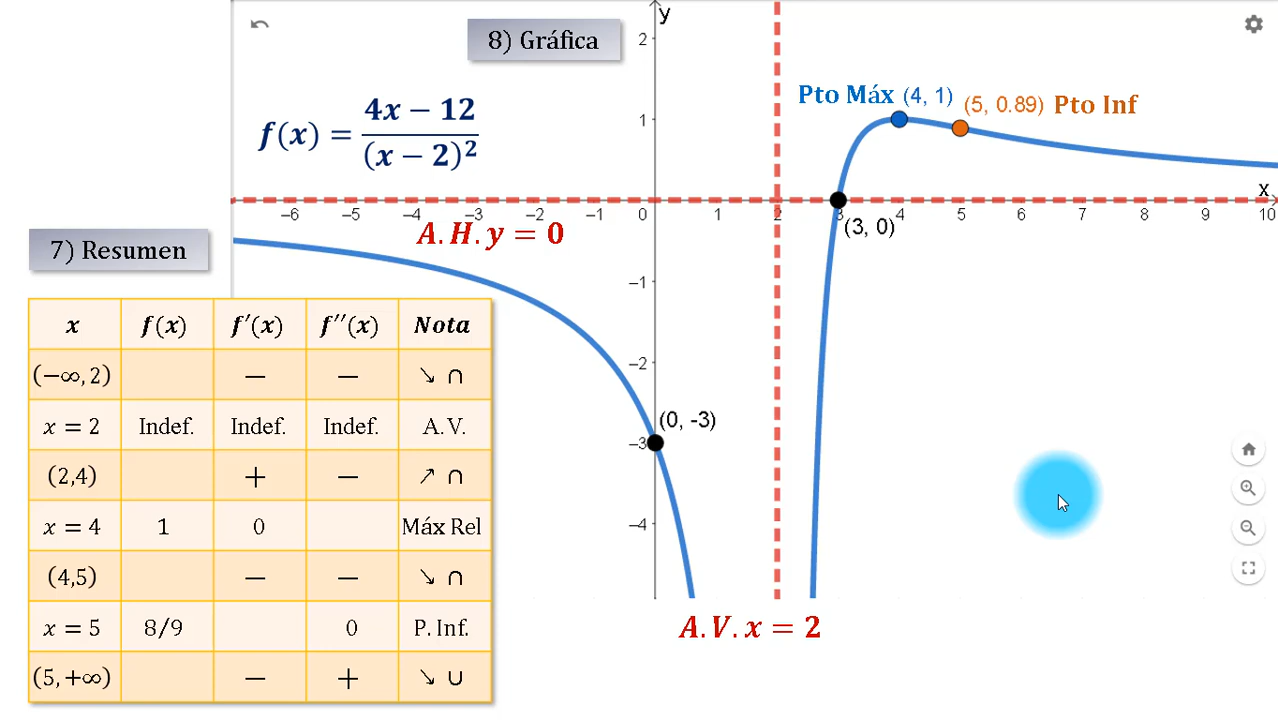 8) Gráfica
y
2
1
-1
-2
-3
-4
f(x) = \frac{4x - 12}{(x - 2)^2}
Pto Máx (4, 1)
(5, 0.89) Pto Inf
x
-6 -5 -4 -3 -2 -1 0 1 2 3 4 5 6 7 8 9 10
(3, 0)
A. H. y = 0
(0, -3)
A. V. x = 2
7) Resumen
x f(x) f'(x) f''(x) Nota
(-∞, 2) - - ↘ ∩
x = 2 Indef. Indef. Indef. A.V.
(2,4) + - ↗ ∩
x = 4 1 0 Máx Rel
(4,5) - - ↘ ∩
x = 5 8/9 0 P. Inf.
(5, +∞) - + ↘ ∪